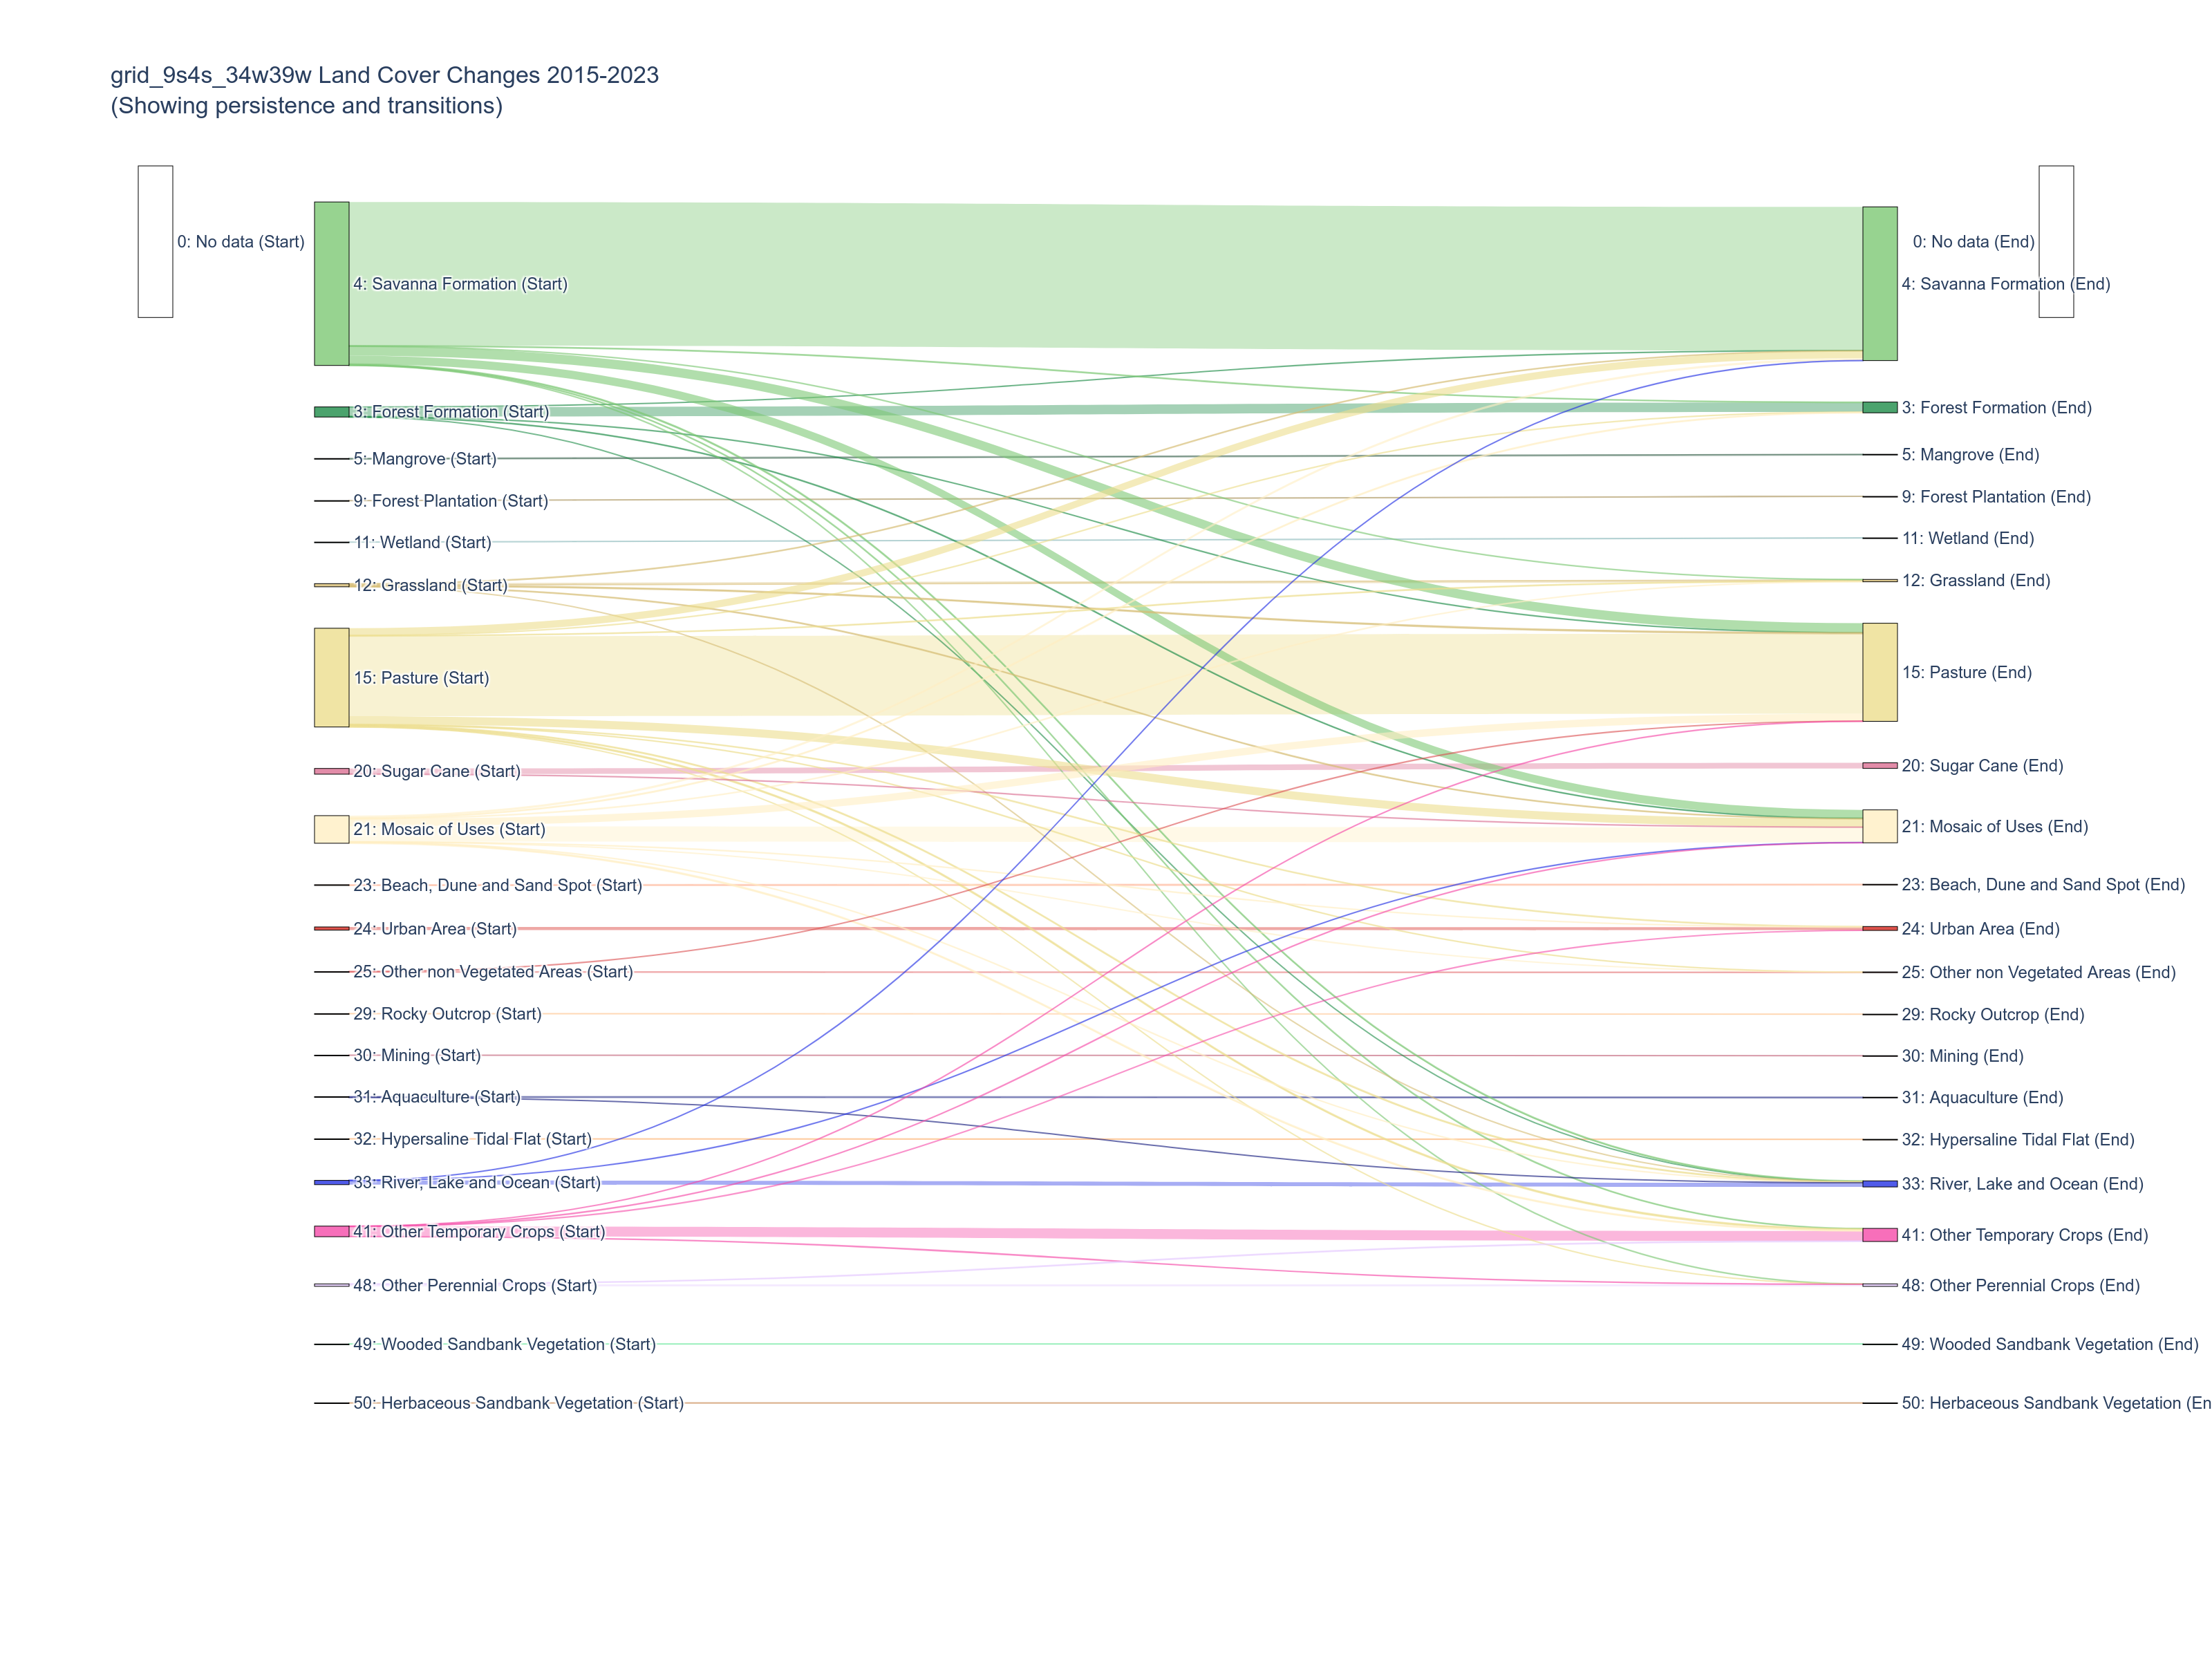 grid_9s4s_34w39w Land Cover Changes 2015-2023
(Showing persistence and transitions)
0: No data (Start)
0: No data (End)
4: Savanna Formation (Start)
4: Savanna Formation (End)
3: Forest Formation (Start)
3: Forest Formation (End)
5: Mangrove (Start)
5: Mangrove (End)
9: Forest Plantation (Start)
9: Forest Plantation (End)
11: Wetland (Start)
11: Wetland (End)
12: Grassland (Start)
12: Grassland (End)
15: Pasture (Start)
15: Pasture (End)
20: Sugar Cane (Start)
20: Sugar Cane (End)
21: Mosaic of Uses (Start)
21: Mosaic of Uses (End)
23: Beach, Dune and Sand Spot (Start)
23: Beach, Dune and Sand Spot (End)
24: Urban Area (Start)
24: Urban Area (End)
25: Other non Vegetated Areas (Start)
25: Other non Vegetated Areas (End)
29: Rocky Outcrop (Start)
29: Rocky Outcrop (End)
30: Mining (Start)
30: Mining (End)
31: Aquaculture (Start)
31: Aquaculture (End)
32: Hypersaline Tidal Flat (Start)
32: Hypersaline Tidal Flat (End)
33: River, Lake and Ocean (Start)
33: River, Lake and Ocean (End)
41: Other Temporary Crops (Start)
41: Other Temporary Crops (End)
48: Other Perennial Crops (Start)
48: Other Perennial Crops (End)
49: Wooded Sandbank Vegetation (Start)
49: Wooded Sandbank Vegetation (End)
50: Herbaceous Sandbank Vegetation (Start)
50: Herbaceous Sandbank Vegetation (En